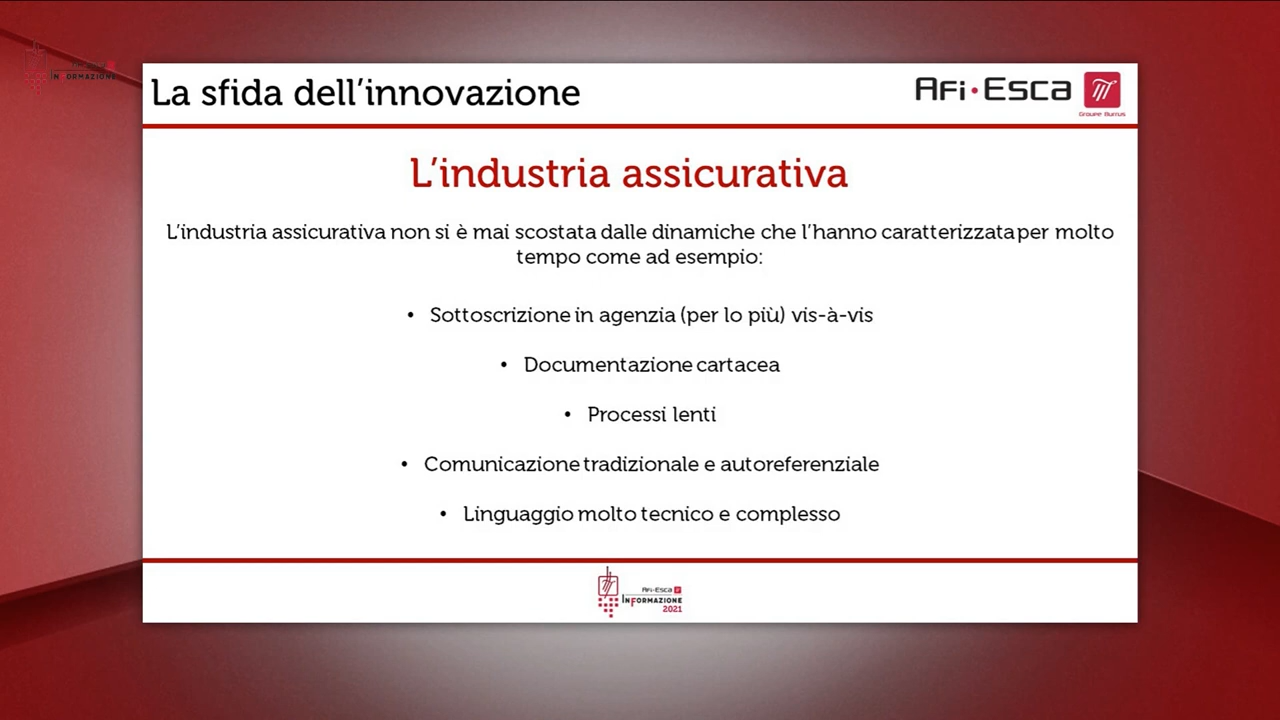 InFORMAZIONE
La sfida dell'innovazione
Afi•Esca
Groupe Burrus
L'industria assicurativa
L'industria assicurativa non si è mai scostata dalle dinamiche che l'hanno caratterizzata per molto
tempo come ad esempio:
• Sottoscrizione in agenzia (per lo più) vis-à-vis
• Documentazione cartacea
• Processi lenti
• Comunicazione tradizionale e autoreferenziale
• Linguaggio molto tecnico e complesso
Afi-Esca
InFORMAZIONE
2021